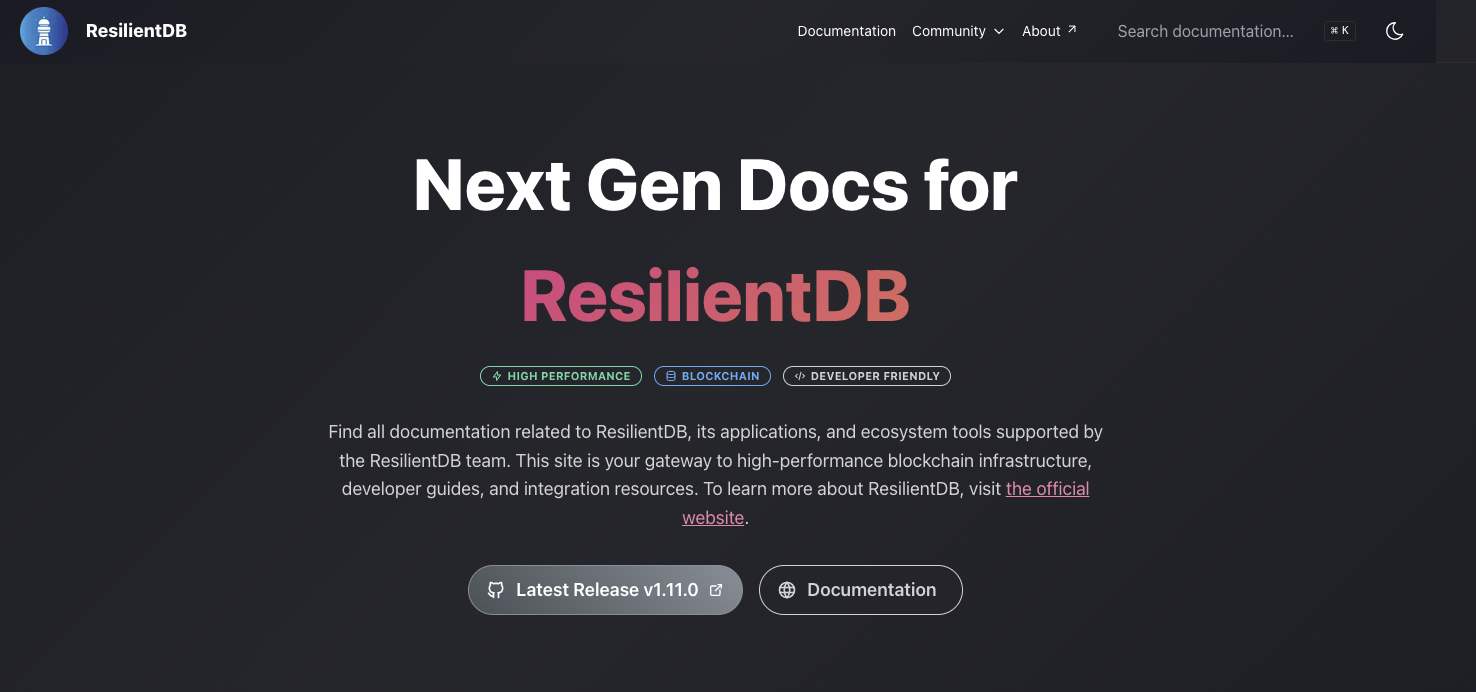 ResilientDB
Documentation
Community
About
Search documentation...
⌘ K
Next Gen Docs for
ResilientDB
HIGH PERFORMANCE
BLOCKCHAIN
DEVELOPER FRIENDLY
Find all documentation related to ResilientDB, its applications, and ecosystem tools supported by
the ResilientDB team. This site is your gateway to high-performance blockchain infrastructure,
developer guides, and integration resources. To learn more about ResilientDB, visit the official
website.
Latest Release v1.11.0
Documentation